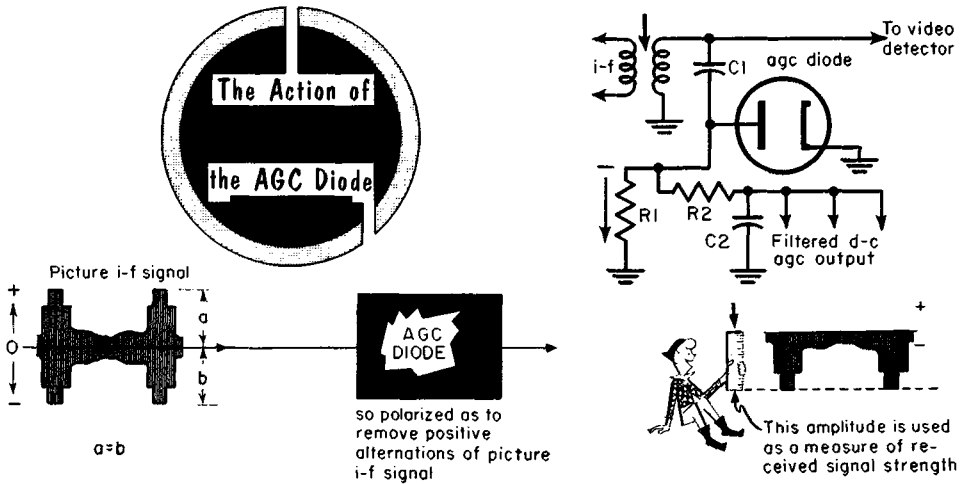 The Action of
the AGC Diode
To video
detector
i-f
C1
agc diode
−
R1
R2
C2
Filtered d-c
agc output
Picture i-f signal
+
0
−
a
b
a=b
AGC
DIODE
so polarized as to
remove positive
alternations of picture
i-f signal
+
−
This amplitude is used
as a measure of re-
ceived signal strength